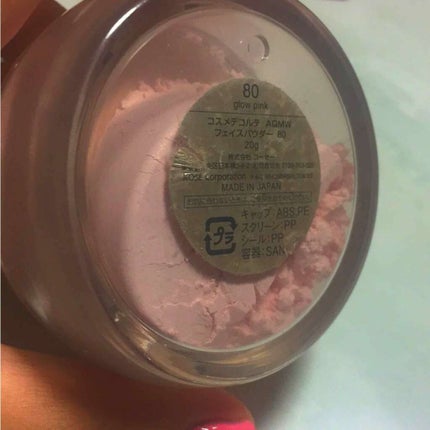 80
glow pink
コスメデコルテ AQMW
フェイスパウダー 80
20g
株式会社 コーセー
KOSE Corporation
MADE IN JAPAN
プラ
キャップ:ABS,PE
スクリーン:PP
シール:PP
容器:SAN